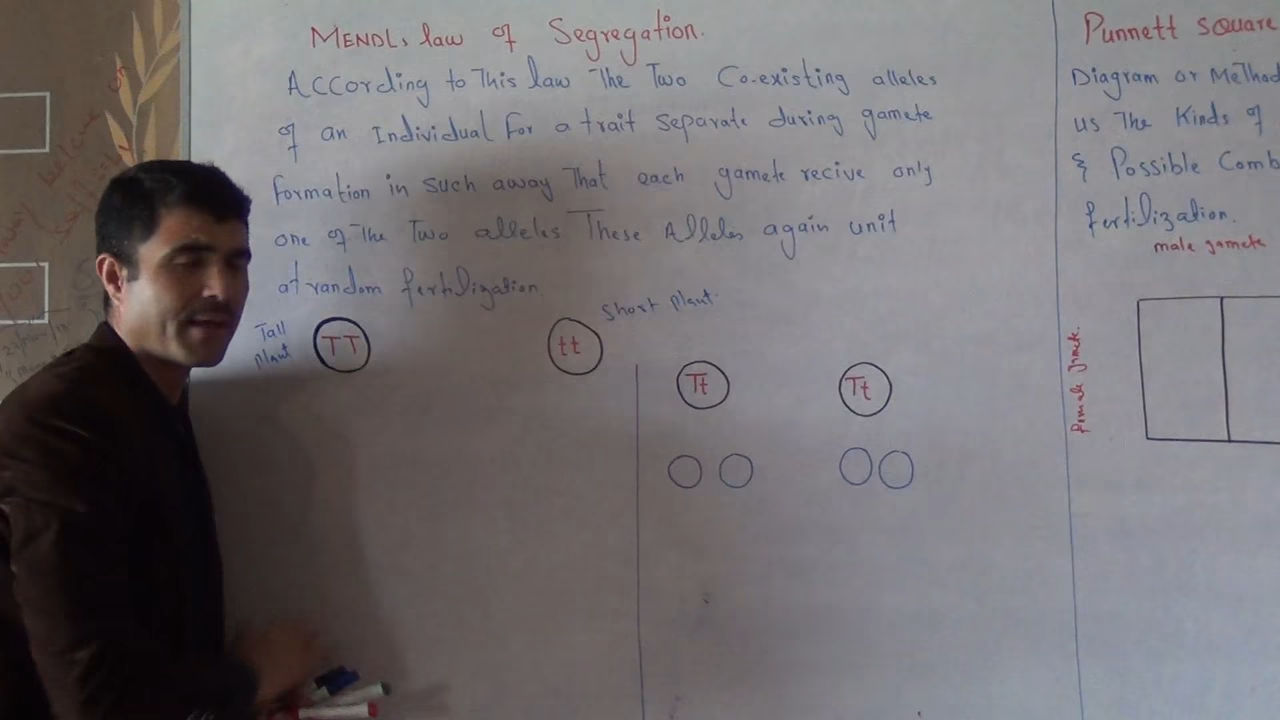 MENDL, law of Segregation.
ACCording to This law The Two Co-existing alleles
of an Individual For a trait separate during gamete
formation in such away That each gamete recive only
one of The Two alleles These Alleles again unit
at random fertilization
Tall
plant
TT
tt
short plant.
Tt
Tt
Punnett square
Diagram or Method
us The Kinds of
& Possible Comb
fertilization.
male gamete